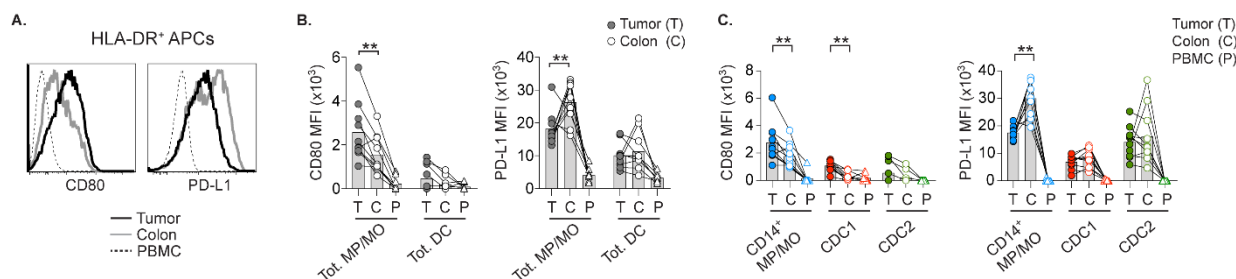 A.
HLA-DR⁺ APCs
CD80
PD-L1
Tumor
Colon
PBMC
B.
Tumor (T)
Colon (C)
CD80 MFI (x10³)
6
4
2
0
**
T C P
T C P
Tot. MP/MO
Tot. DC
PD-L1 MFI (x10³)
40
30
20
10
0
**
T C P
T C P
Tot. MP/MO
Tot. DC
C.
Tumor (T)
Colon (C)
PBMC (P)
CD80 MFI (x10³)
8
6
4
2
0
**
**
T C P
T C P
T C P
CD14⁺
MP/MO
CDC1
CDC2
PD-L1 MFI (x10³)
40
30
20
10
0
**
T C P
T C P
T C P
CD14⁺
MP/MO
CDC1
CDC2